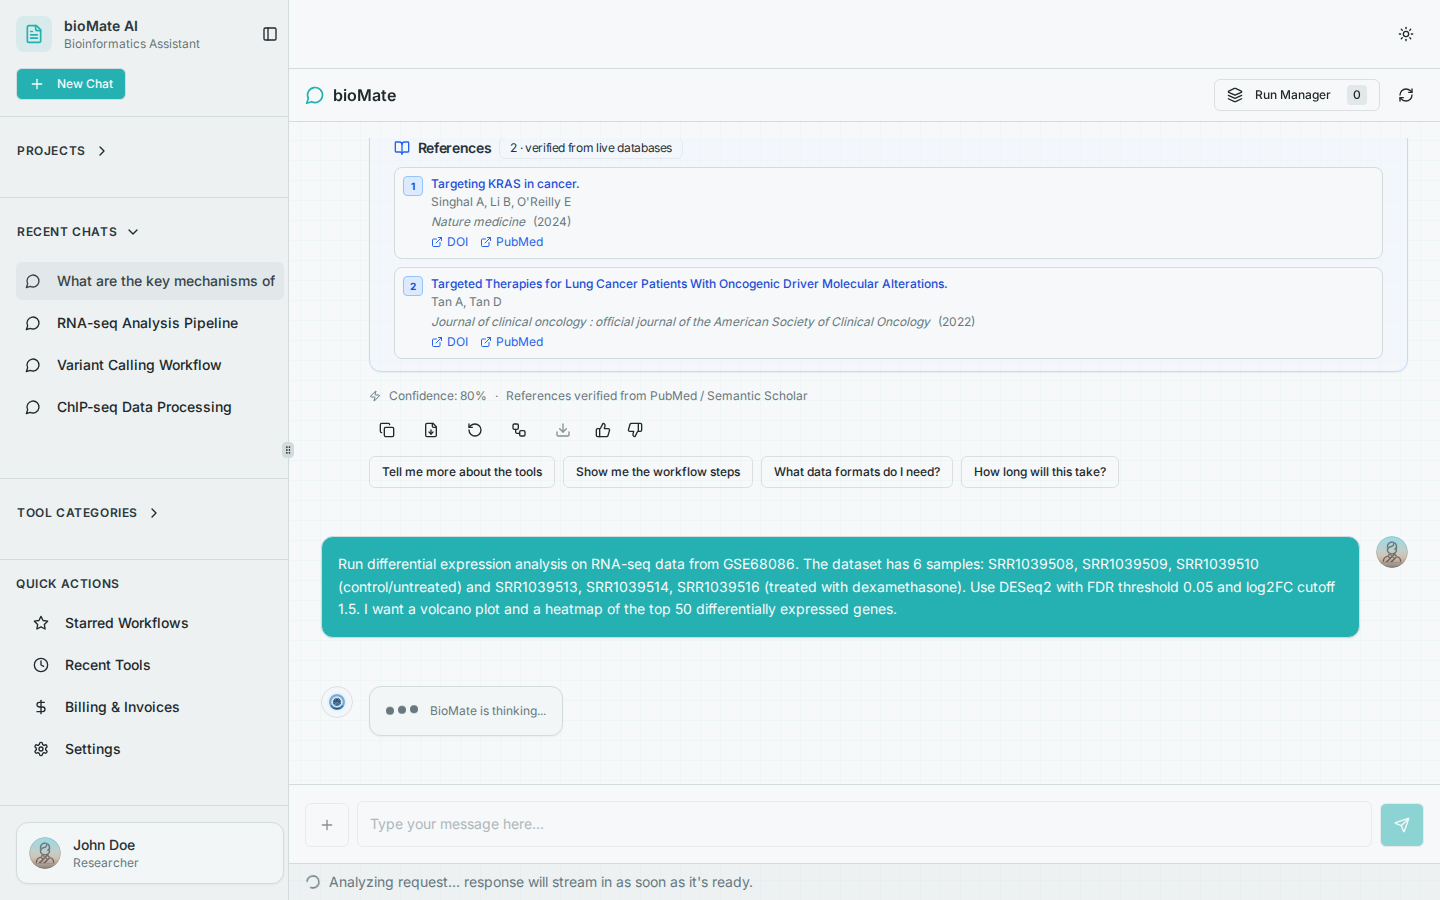 bioMate AI
Bioinformatics Assistant
New Chat
PROJECTS
RECENT CHATS
What are the key mechanisms of
RNA-seq Analysis Pipeline
Variant Calling Workflow
ChIP-seq Data Processing
TOOL CATEGORIES
QUICK ACTIONS
Starred Workflows
Recent Tools
Billing & Invoices
Settings
John Doe
Researcher
bioMate
Run Manager 0
References 2 · verified from live databases
1 Targeting KRAS in cancer.
Singhal A, Li B, O'Reilly E
Nature medicine (2024)
DOI PubMed
2 Targeted Therapies for Lung Cancer Patients With Oncogenic Driver Molecular Alterations.
Tan A, Tan D
Journal of clinical oncology : official journal of the American Society of Clinical Oncology (2022)
DOI PubMed
Confidence: 80% · References verified from PubMed / Semantic Scholar
Tell me more about the tools Show me the workflow steps What data formats do I need? How long will this take?
Run differential expression analysis on RNA-seq data from GSE68086. The dataset has 6 samples: SRR1039508, SRR1039509, SRR1039510
(control/untreated) and SRR1039513, SRR1039514, SRR1039516 (treated with dexamethasone). Use DESeq2 with FDR threshold 0.05 and log2FC cutoff
1.5. I want a volcano plot and a heatmap of the top 50 differentially expressed genes.
BioMate is thinking...
Type your message here...
Analyzing request... response will stream in as soon as it's ready.